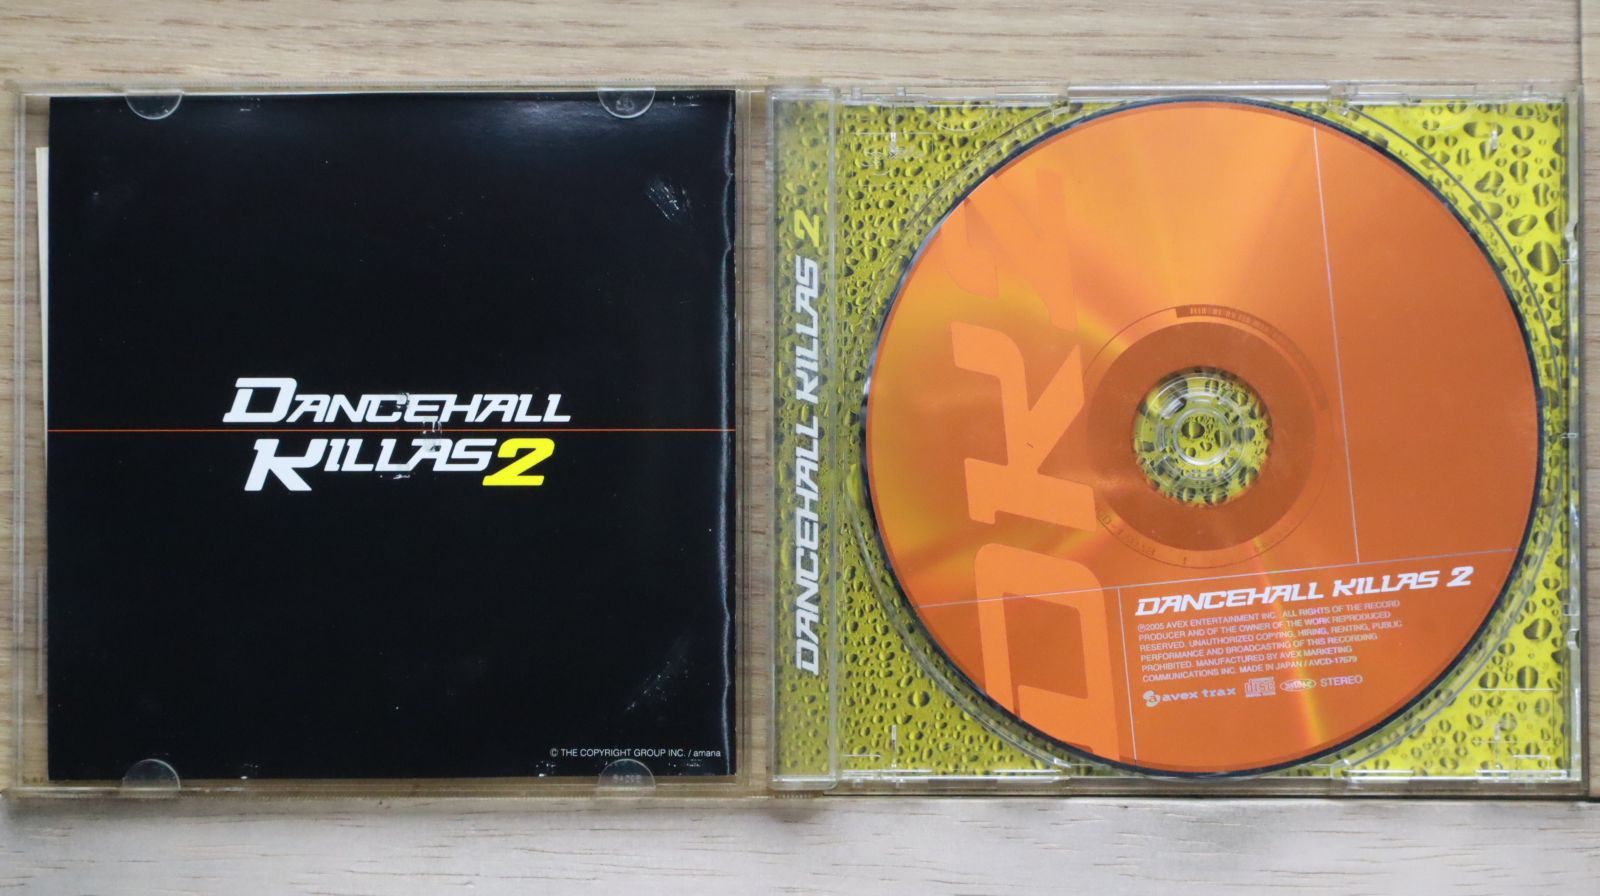 DANCEHALL
KILLAS 2
© THE COPYRIGHT GROUP INC. / amana
DANCEHALL KILLAS 2
DK2
DANCEHALL KILLAS 2
℗2005 AVEX ENTERTAINMENT INC. ALL RIGHTS OF THE RECORD
PRODUCER AND OF THE OWNER OF THE WORK REPRODUCED
RESERVED. UNAUTHORIZED COPYING, HIRING, RENTING, PUBLIC
PERFORMANCE AND BROADCASTING OF THIS RECORDING
PROHIBITED. MANUFACTURED BY AVEX MARKETING
COMMUNICATIONS INC. MADE IN JAPAN / AVCD-17679
avex trax disc STEREO